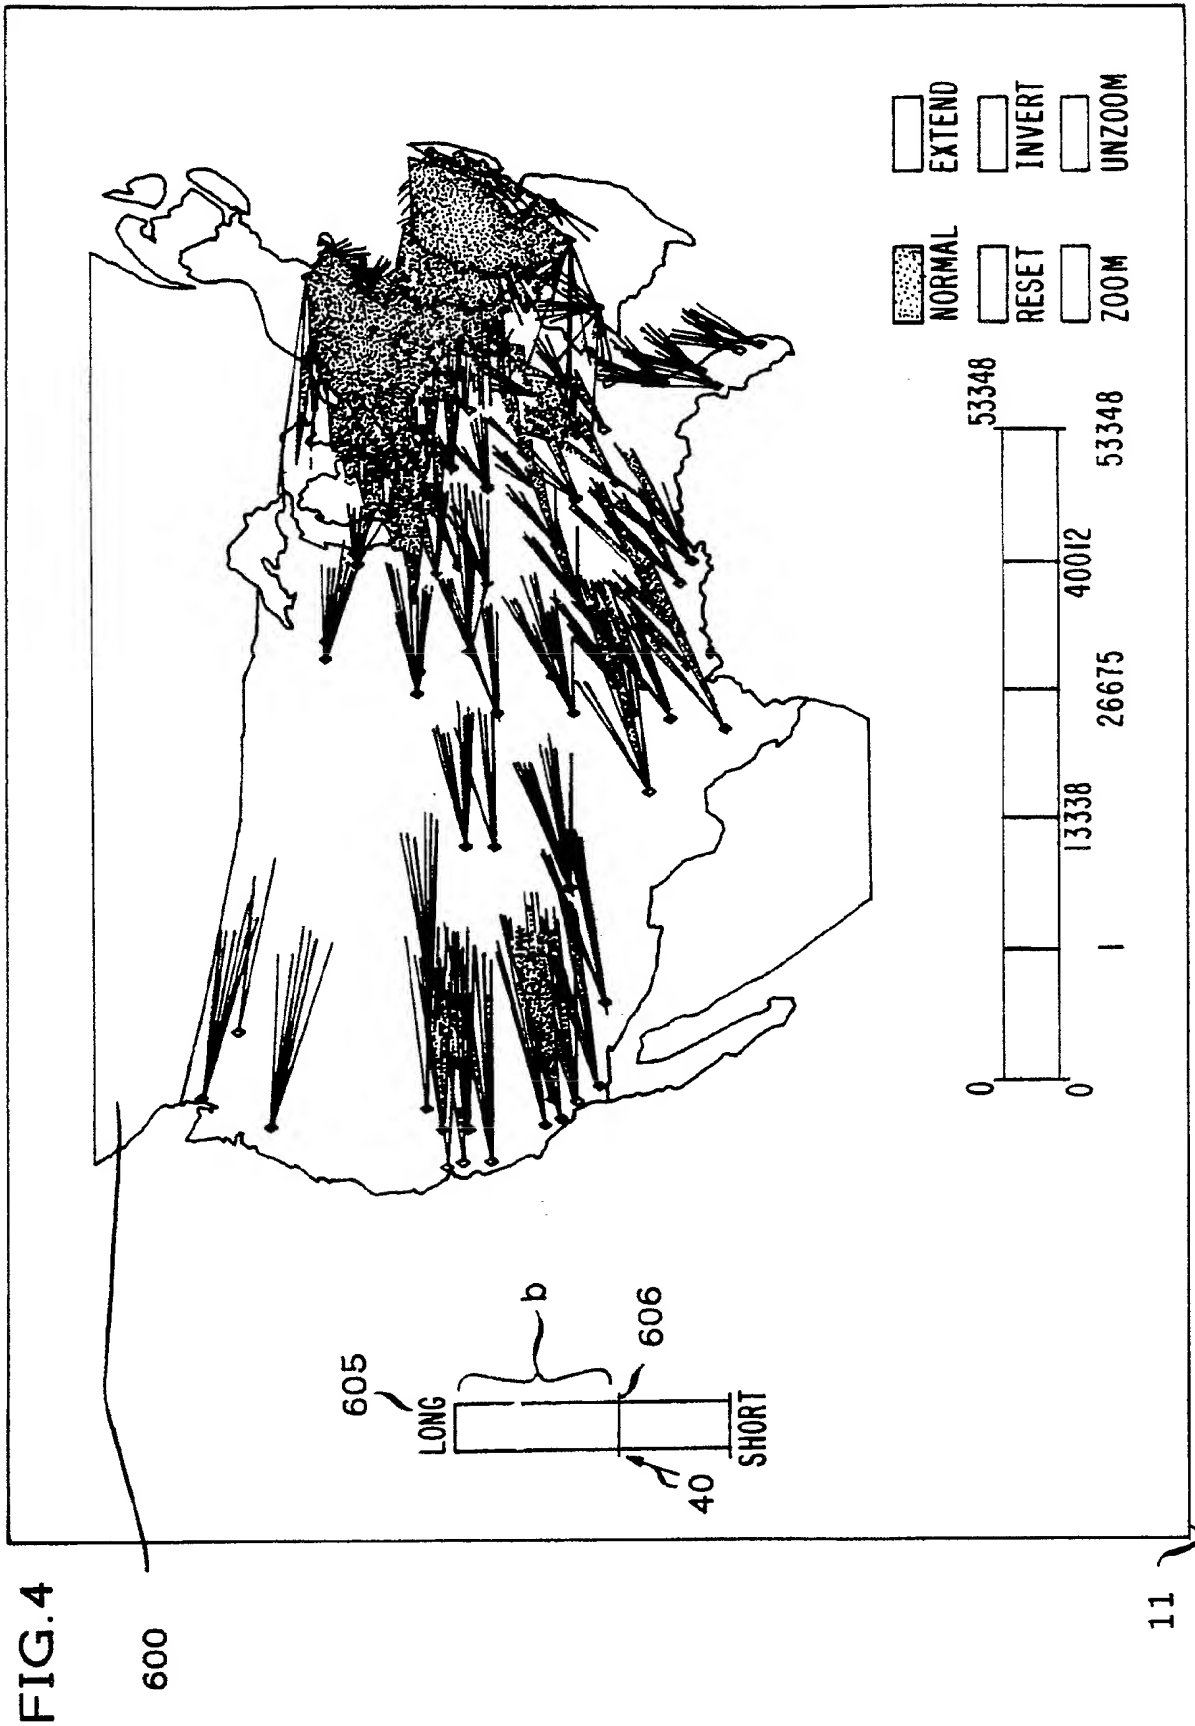 FIG.4
600
11
LONG
605
b
606
40
SHORT
0
53348
0
1
13338
26675
40012
53348
NORMAL
EXTEND
RESET
INVERT
ZOOM
UNZOOM